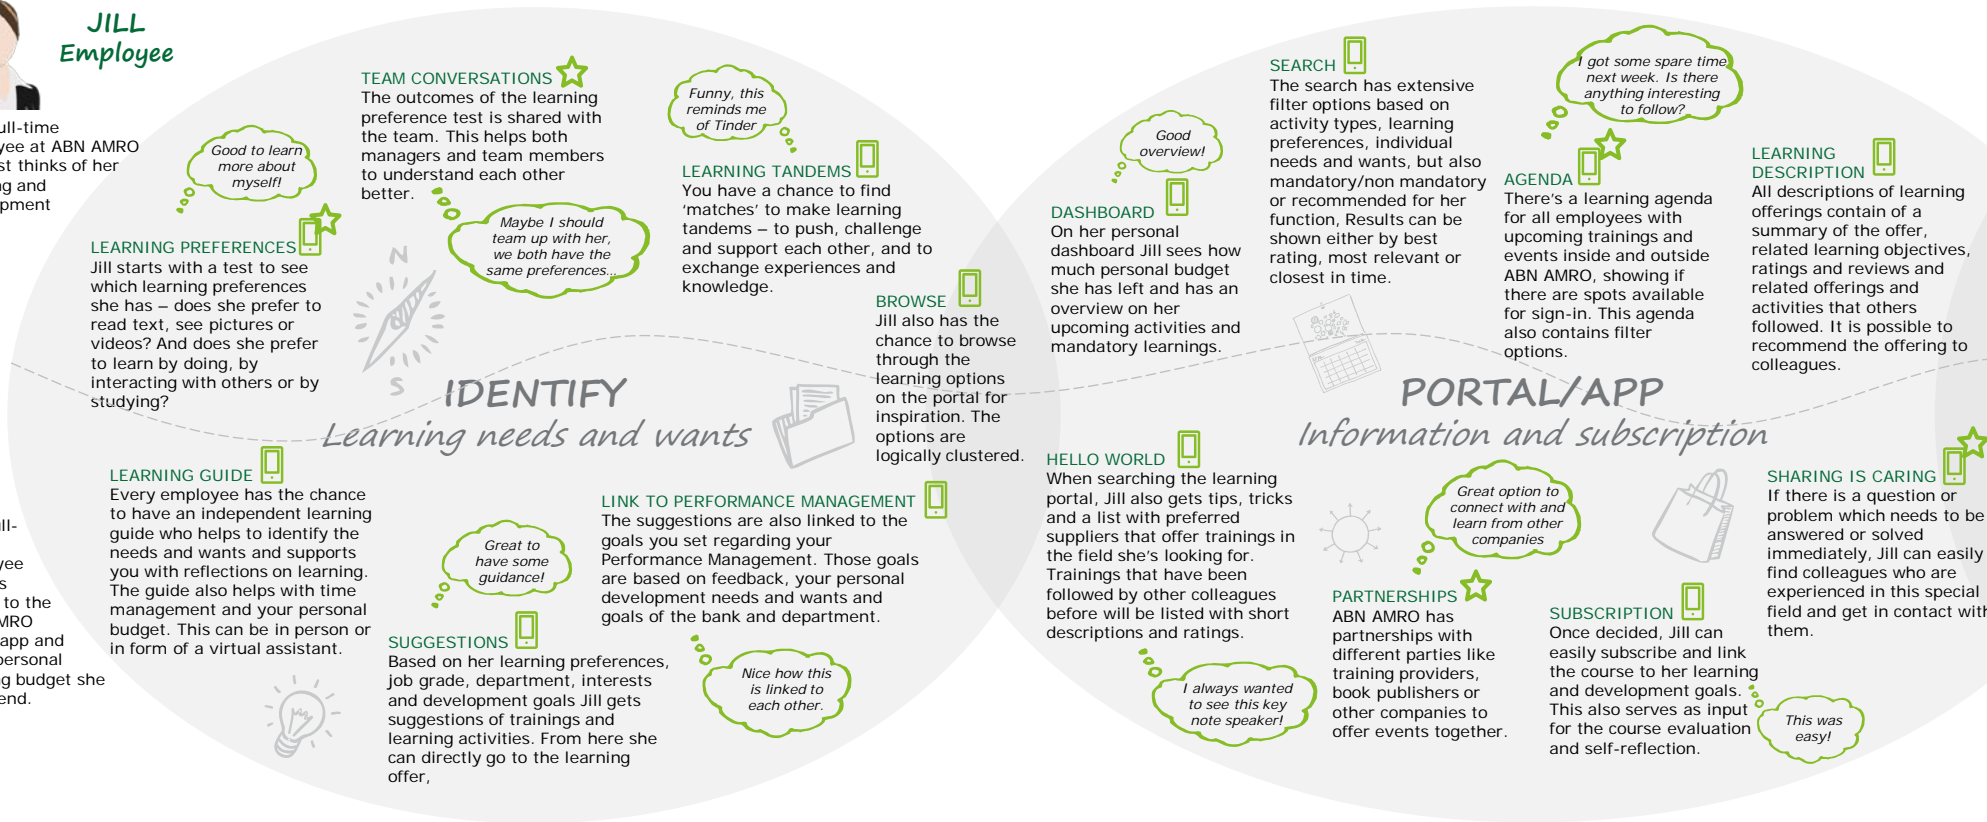 JILL
Employee
ull-time
yee at ABN AMRO
st thinks of her
ng and
pment
ull-
yee
s
to the
MRO
app and
personal
ng budget she
end.
Good to learn
more about
myself!
LEARNING PREFERENCES
Jill starts with a test to see
which learning preferences
she has – does she prefer to
read text, see pictures or
videos? And does she prefer
to learn by doing, by
interacting with others or by
studying?
TEAM CONVERSATIONS
The outcomes of the learning
preference test is shared with
the team. This helps both
managers and team members
to understand each other
better.
Maybe I should
team up with her,
we both have the
same preferences…
Funny, this
reminds me
of Tinder
LEARNING TANDEMS
You have a chance to find
‘matches’ to make learning
tandems – to push, challenge
and support each other, and to
exchange experiences and
knowledge.
BROWSE
Jill also has the
chance to browse
through the
learning options
on the portal for
inspiration. The
options are
logically clustered.
N
S
IDENTIFY
Learning needs and wants
LEARNING GUIDE
Every employee has the chance
to have an independent learning
guide who helps to identify the
needs and wants and supports
you with reflections on learning.
The guide also helps with time
management and your personal
budget. This can be in person or
in form of a virtual assistant.
Great to
have some
guidance!
SUGGESTIONS
Based on her learning preferences,
job grade, department, interests
and development goals Jill gets
suggestions of trainings and
learning activities. From here she
can directly go to the learning
offer,
LINK TO PERFORMANCE MANAGEMENT
The suggestions are also linked to the
goals you set regarding your
Performance Management. Those goals
are based on feedback, your personal
development needs and wants and
goals of the bank and department.
Nice how this
is linked to
each other.
Good
overview!
DASHBOARD
On her personal
dashboard Jill sees how
much personal budget
she has left and has an
overview on her
upcoming activities and
mandatory learnings.
SEARCH
The search has extensive
filter options based on
activity types, learning
preferences, individual
needs and wants, but also
mandatory/non mandatory
or recommended for her
function, Results can be
shown either by best
rating, most relevant or
closest in time.
I got some spare time
next week. Is there
anything interesting
to follow?
AGENDA
There’s a learning agenda
for all employees with
upcoming trainings and
events inside and outside
ABN AMRO, showing if
there are spots available
for sign-in. This agenda
also contains filter
options.
LEARNING
DESCRIPTION
All descriptions of learning
offerings contain of a
summary of the offer,
related learning objectives,
ratings and reviews and
related offerings and
activities that others
followed. It is possible to
recommend the offering to
colleagues.
PORTAL/APP
Information and subscription
HELLO WORLD
When searching the learning
portal, Jill also gets tips, tricks
and a list with preferred
suppliers that offer trainings in
the field she’s looking for.
Trainings that have been
followed by other colleagues
before will be listed with short
descriptions and ratings.
I always wanted
to see this key
note speaker!
Great option to
connect with and
learn from other
companies
PARTNERSHIPS
ABN AMRO has
partnerships with
different parties like
training providers,
book publishers or
other companies to
offer events together.
SUBSCRIPTION
Once decided, Jill can
easily subscribe and link
the course to her learning
and development goals.
This also serves as input
for the course evaluation
and self-reflection.
This was
easy!
SHARING IS CARING
If there is a question or
problem which needs to be
answered or solved
immediately, Jill can easily
find colleagues who are
experienced in this special
field and get in contact with
them.